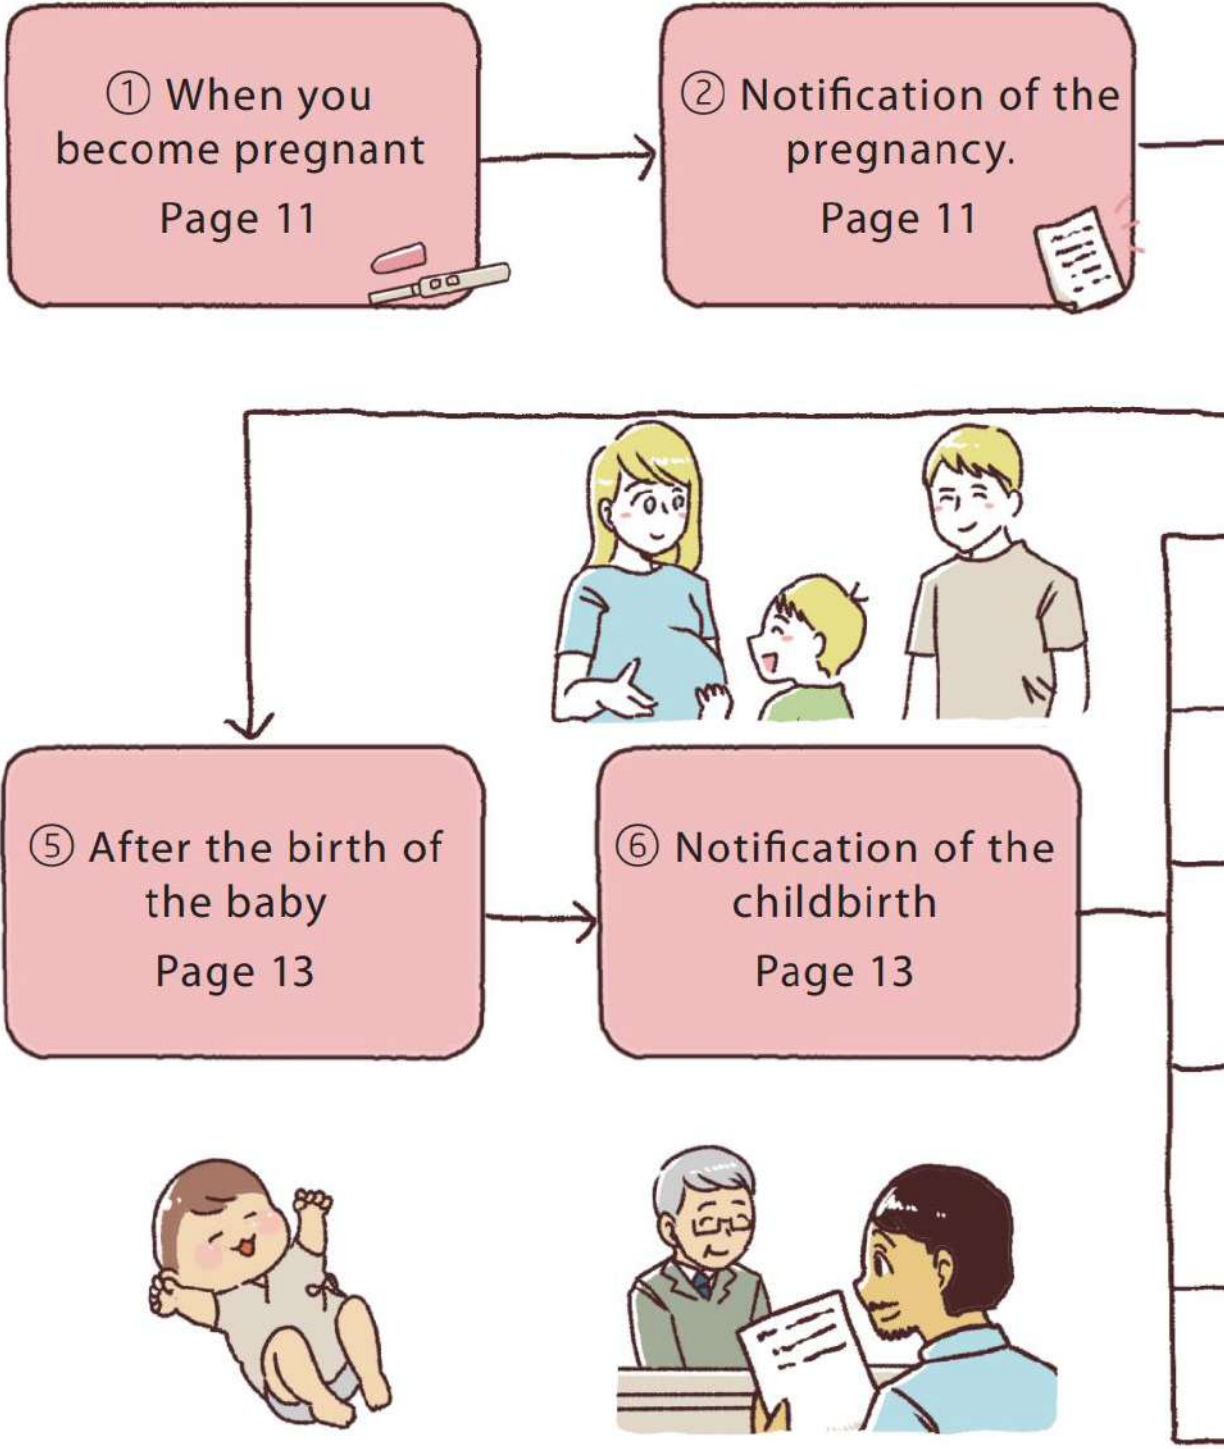 ① When you
become pregnant
Page 11
② Notification of the
pregnancy.
Page 11
⑤ After the birth of
the baby
Page 13
⑥ Notification of the
childbirth
Page 13